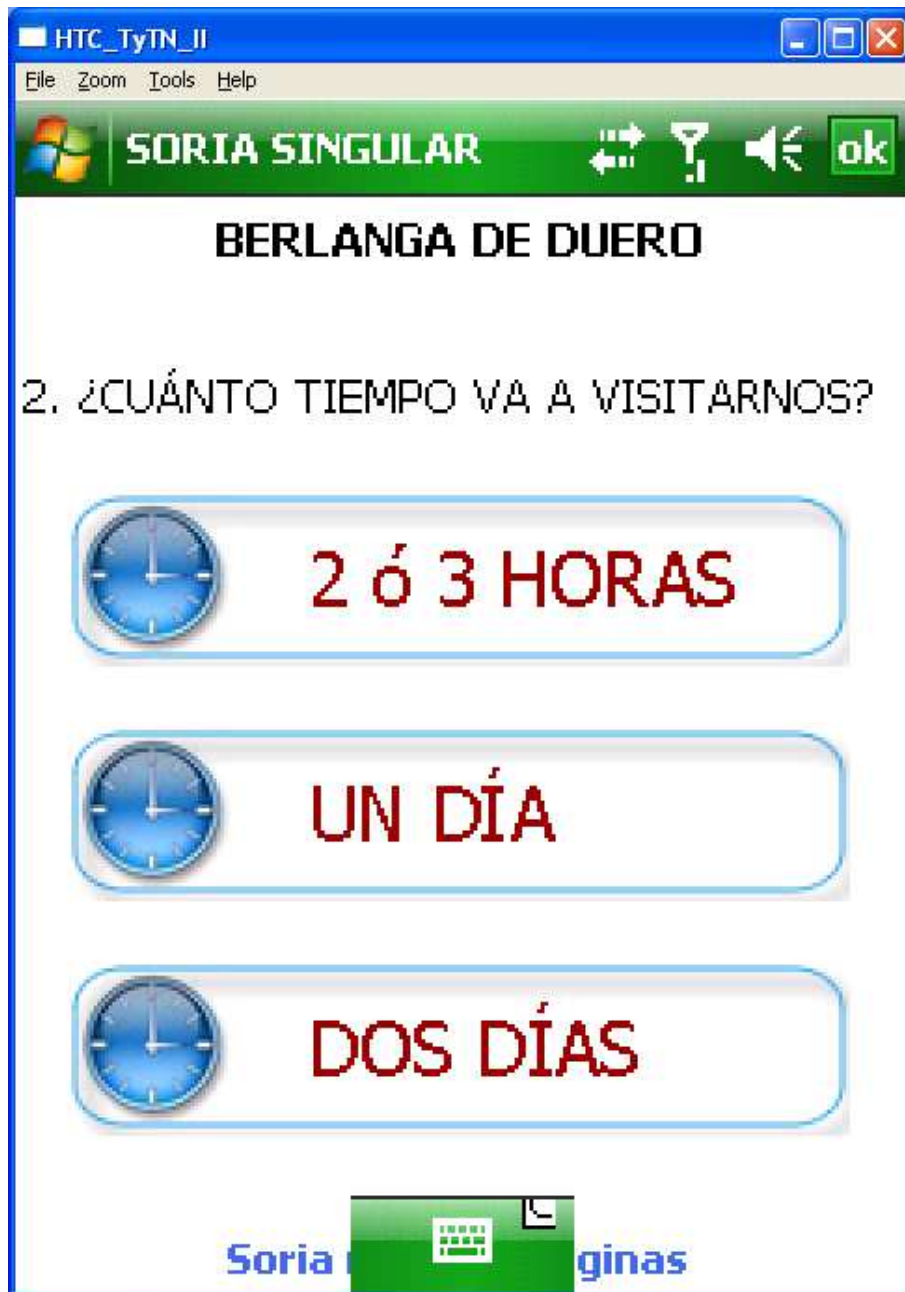 HTC_TyTN_II
File Zoom Tools Help
SORIA SINGULAR ok
BERLANGA DE DUERO
2. ¿CUÁNTO TIEMPO VA A VISITARNOS?
2 ó 3 HORAS
UN DÍA
DOS DÍAS
Soria